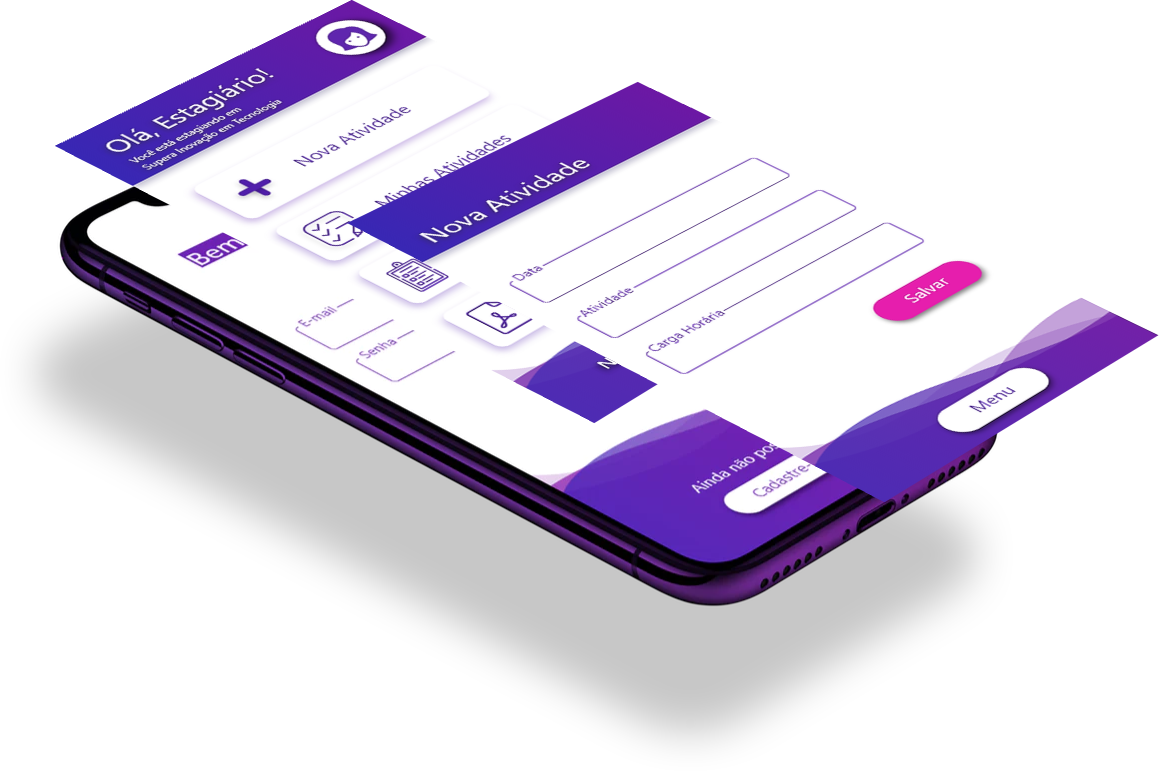 Olá, Estagiário!
Você está estagiando em
Supera Inovação em Tecnologia
Nova Atividade
Minhas Atividades
Nova Atividade
Data
Atividade
Carga Horária
Salvar
Menu
Bem
E-mail
Senha
Ainda não
Cadastre-